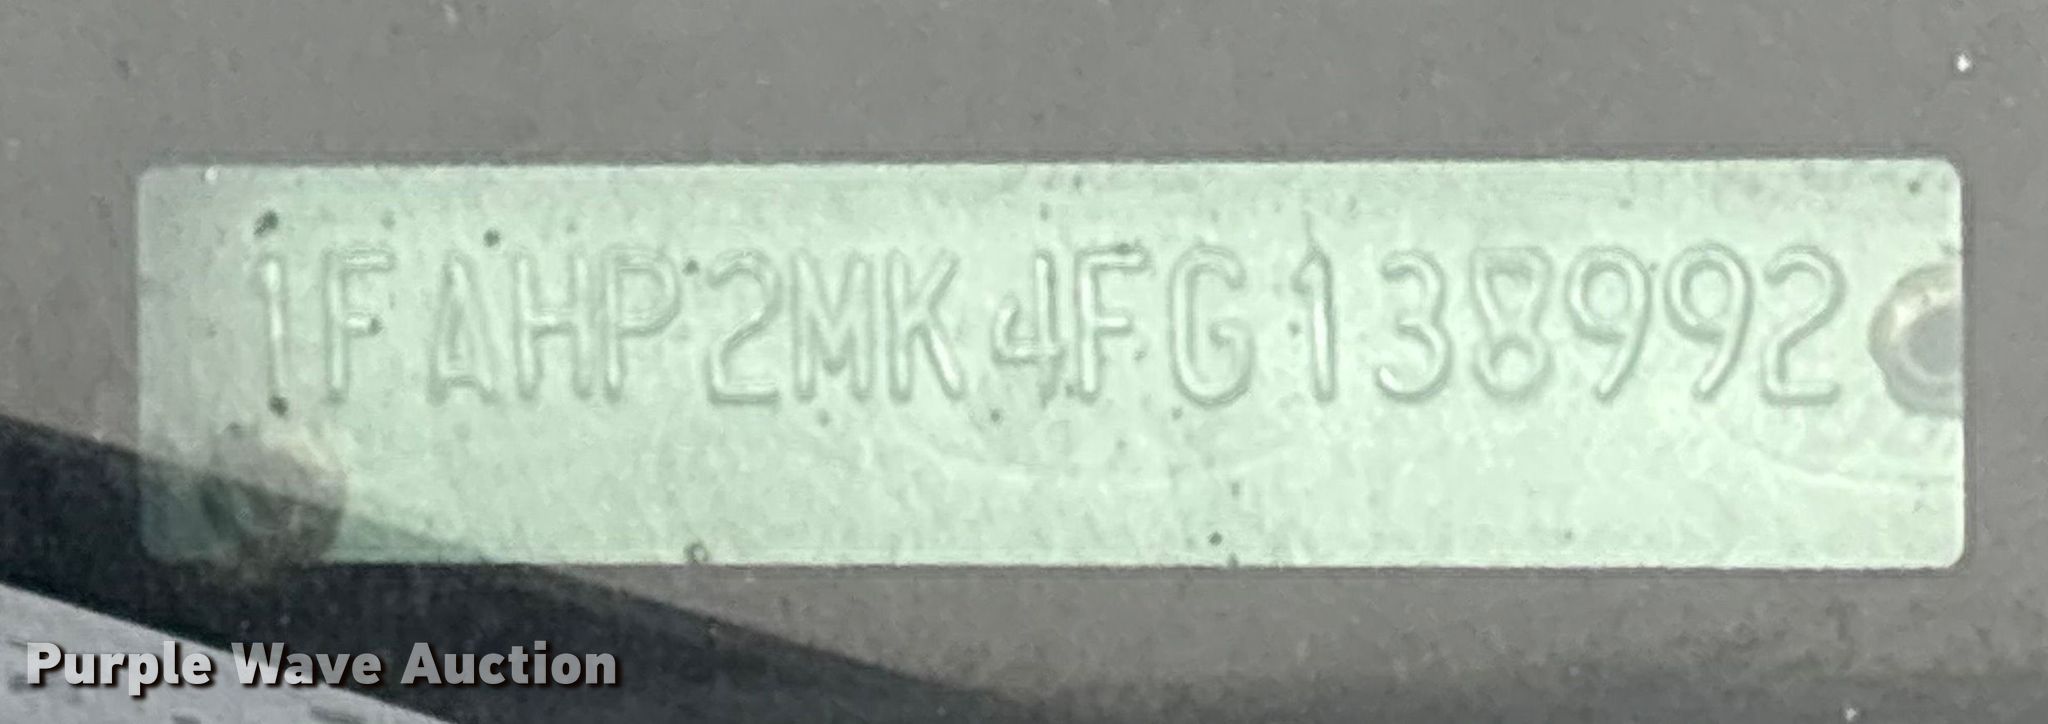 1FAHP2MK4FG138992
Purple Wave Auction